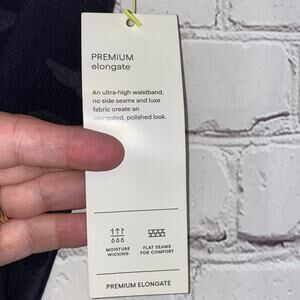 PREMIUM
elongate
An ultra-high waistband,
no side seams and luxe
fabric create an
elongated, polished look.
MOISTURE
WICKING
FLAT SEAMS
FOR COMFORT
PREMIUM ELONGATE